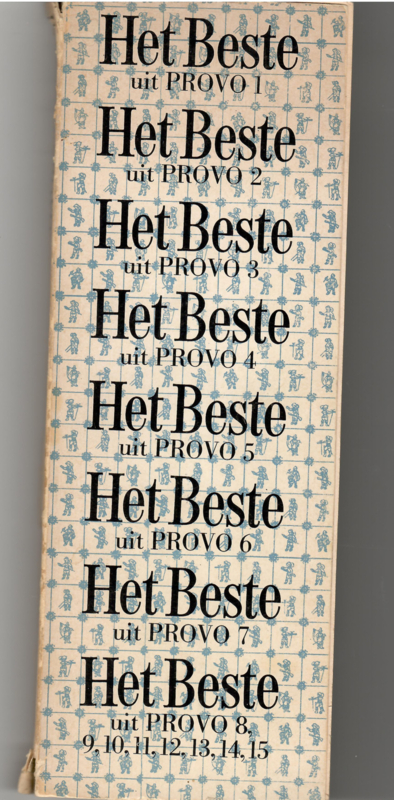 Het Beste
uit PROVO 1
Het Beste
uit PROVO 2
Het Beste
uit PROVO 3
Het Beste
uit PROVO 4
Het Beste
uit PROVO 5
Het Beste
uit PROVO 6
Het Beste
uit PROVO 7
Het Beste
uit PROVO 8,
9, 10, 11, 12, 13, 14, 15